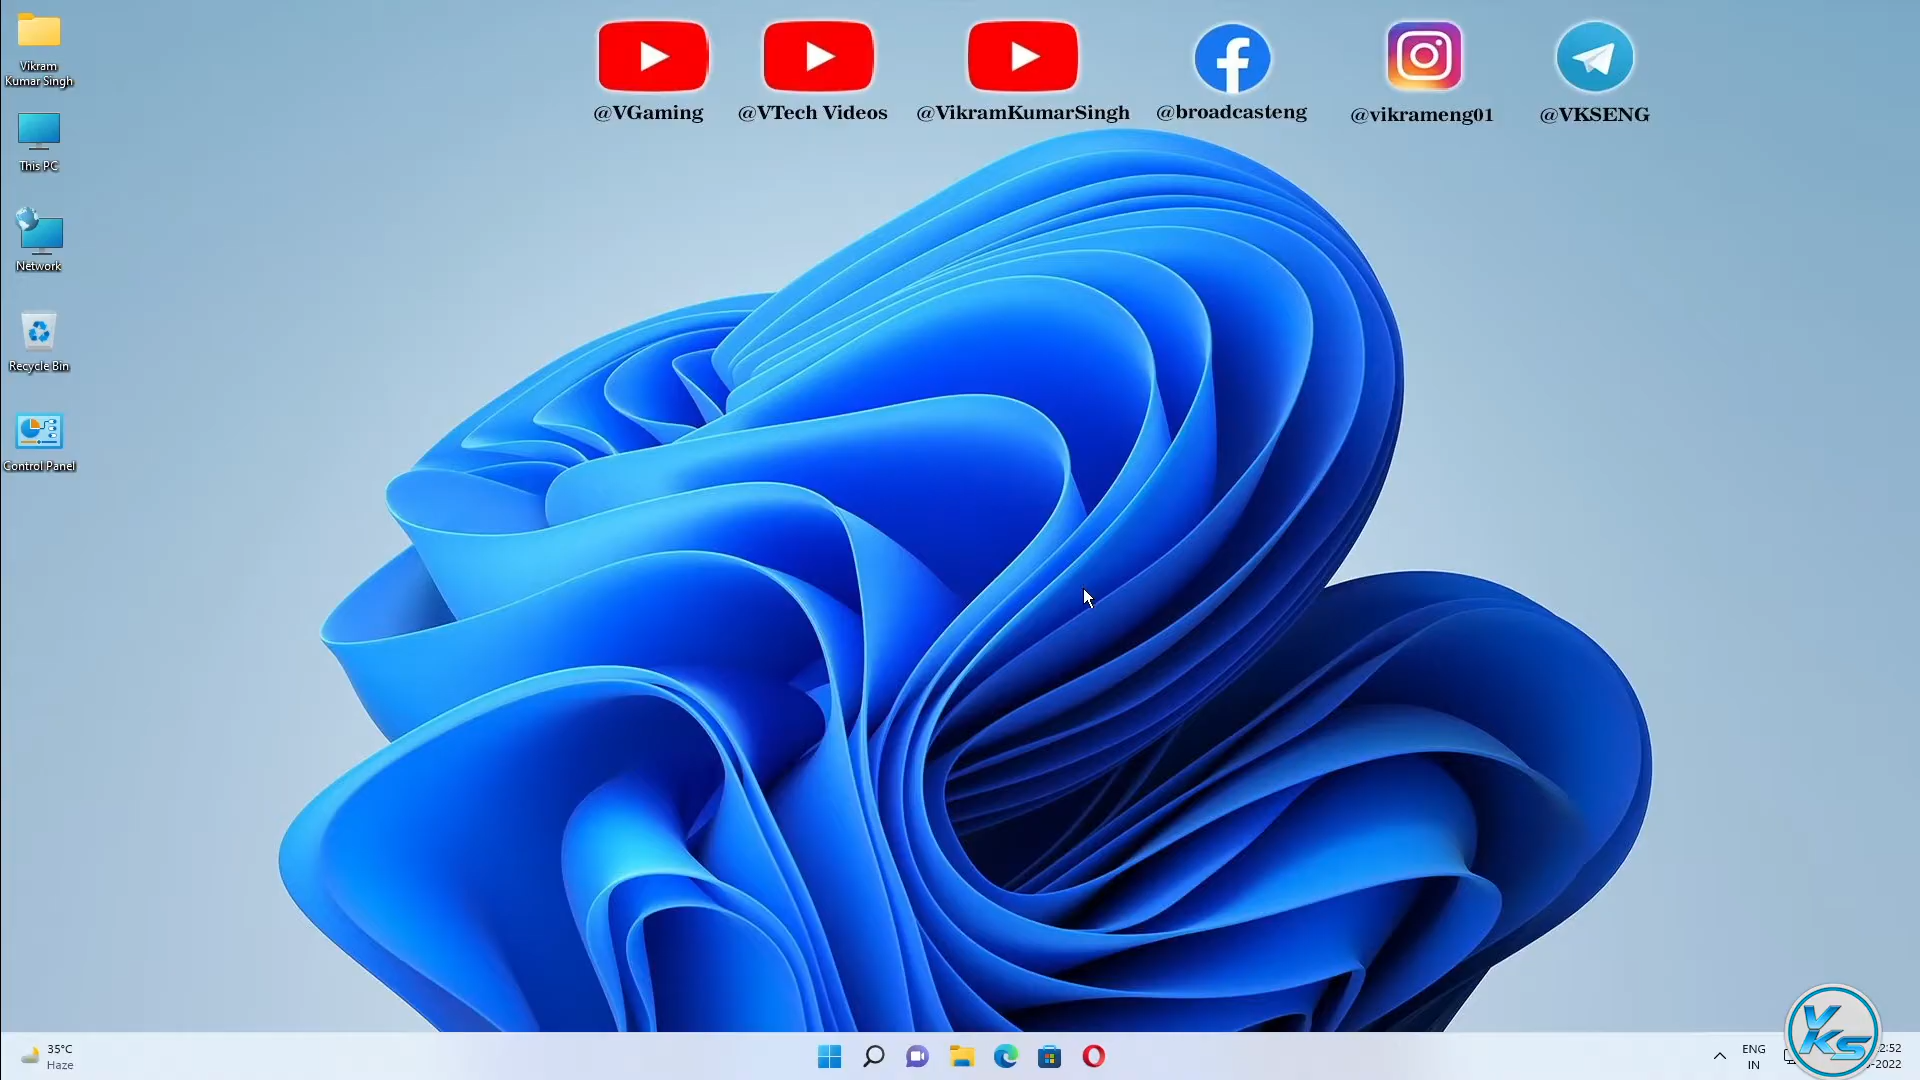 @VGaming
@VTech Videos
@VikramKumarSingh
@broadcasteng
@vikrameng01
@VKSENG
Vikram
Kumar Singh
This PC
Network
Recycle Bin
Control Panel
35°C
Haze
ENG
IN
2:52
-2022
VKS